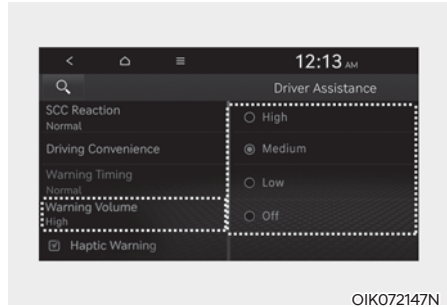 12:13 AM
Driver Assistance
SCC Reaction
Normal
Driving Convenience
Warning Timing
Normal
Warning Volume
High
Haptic Warning
High
Medium
Low
Off
OIK072147N